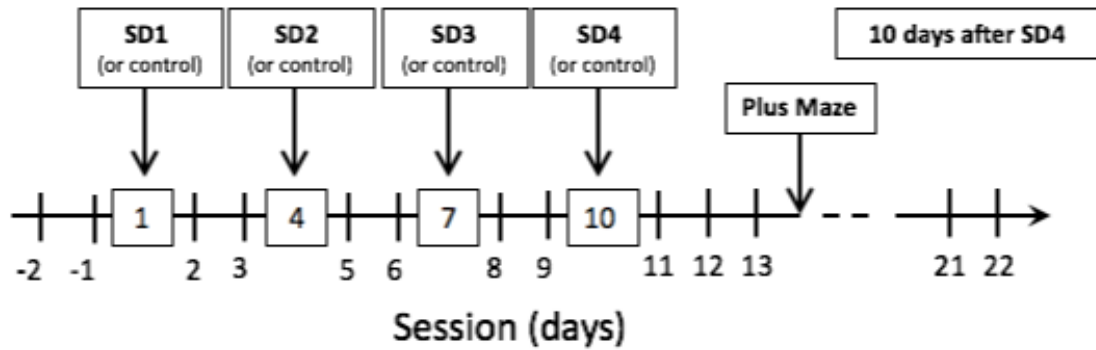 SD1
(or control)
SD2
(or control)
SD3
(or control)
SD4
(or control)
10 days after SD4
Plus Maze
1
4
7
10
-2
-1
2
3
5
6
8
9
11
12
13
21
22
Session (days)